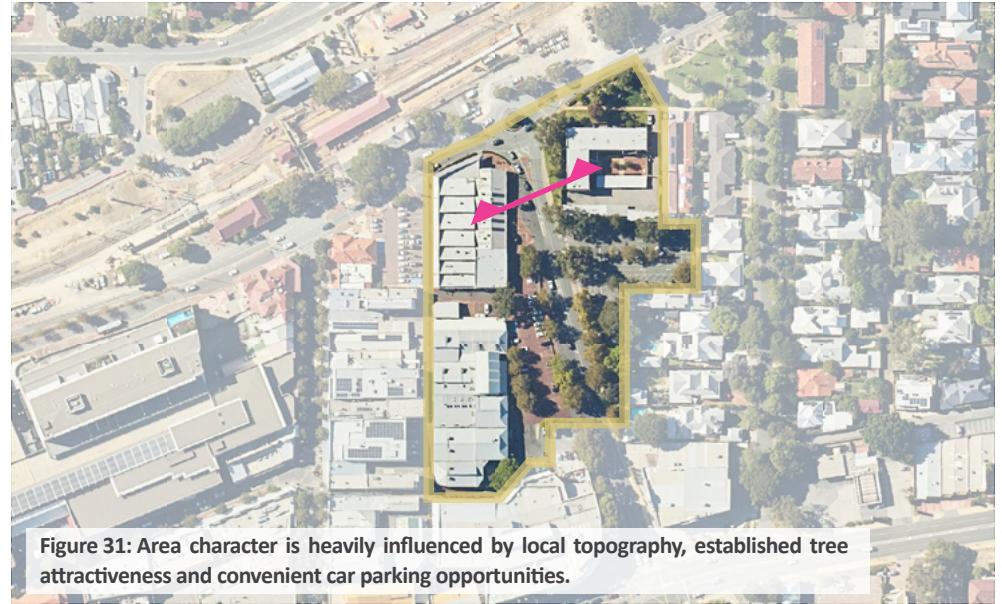 Figure 31: Area character is heavily influenced by local topography, established tree
attractiveness and convenient car parking opportunities.